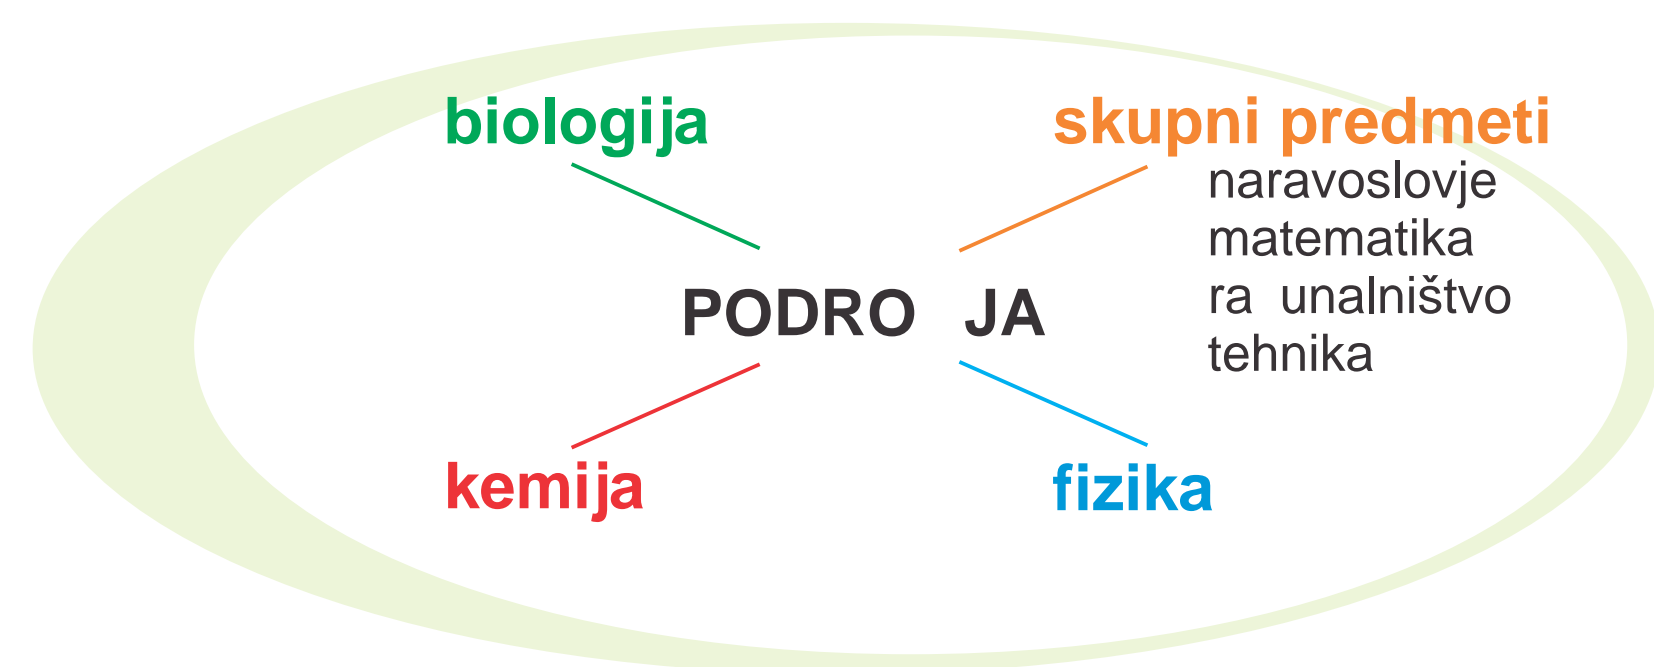 biologija
skupni predmeti
naravoslovje
matematika
ra unalništvo
tehnika
PODRO JA
kemija
fizika